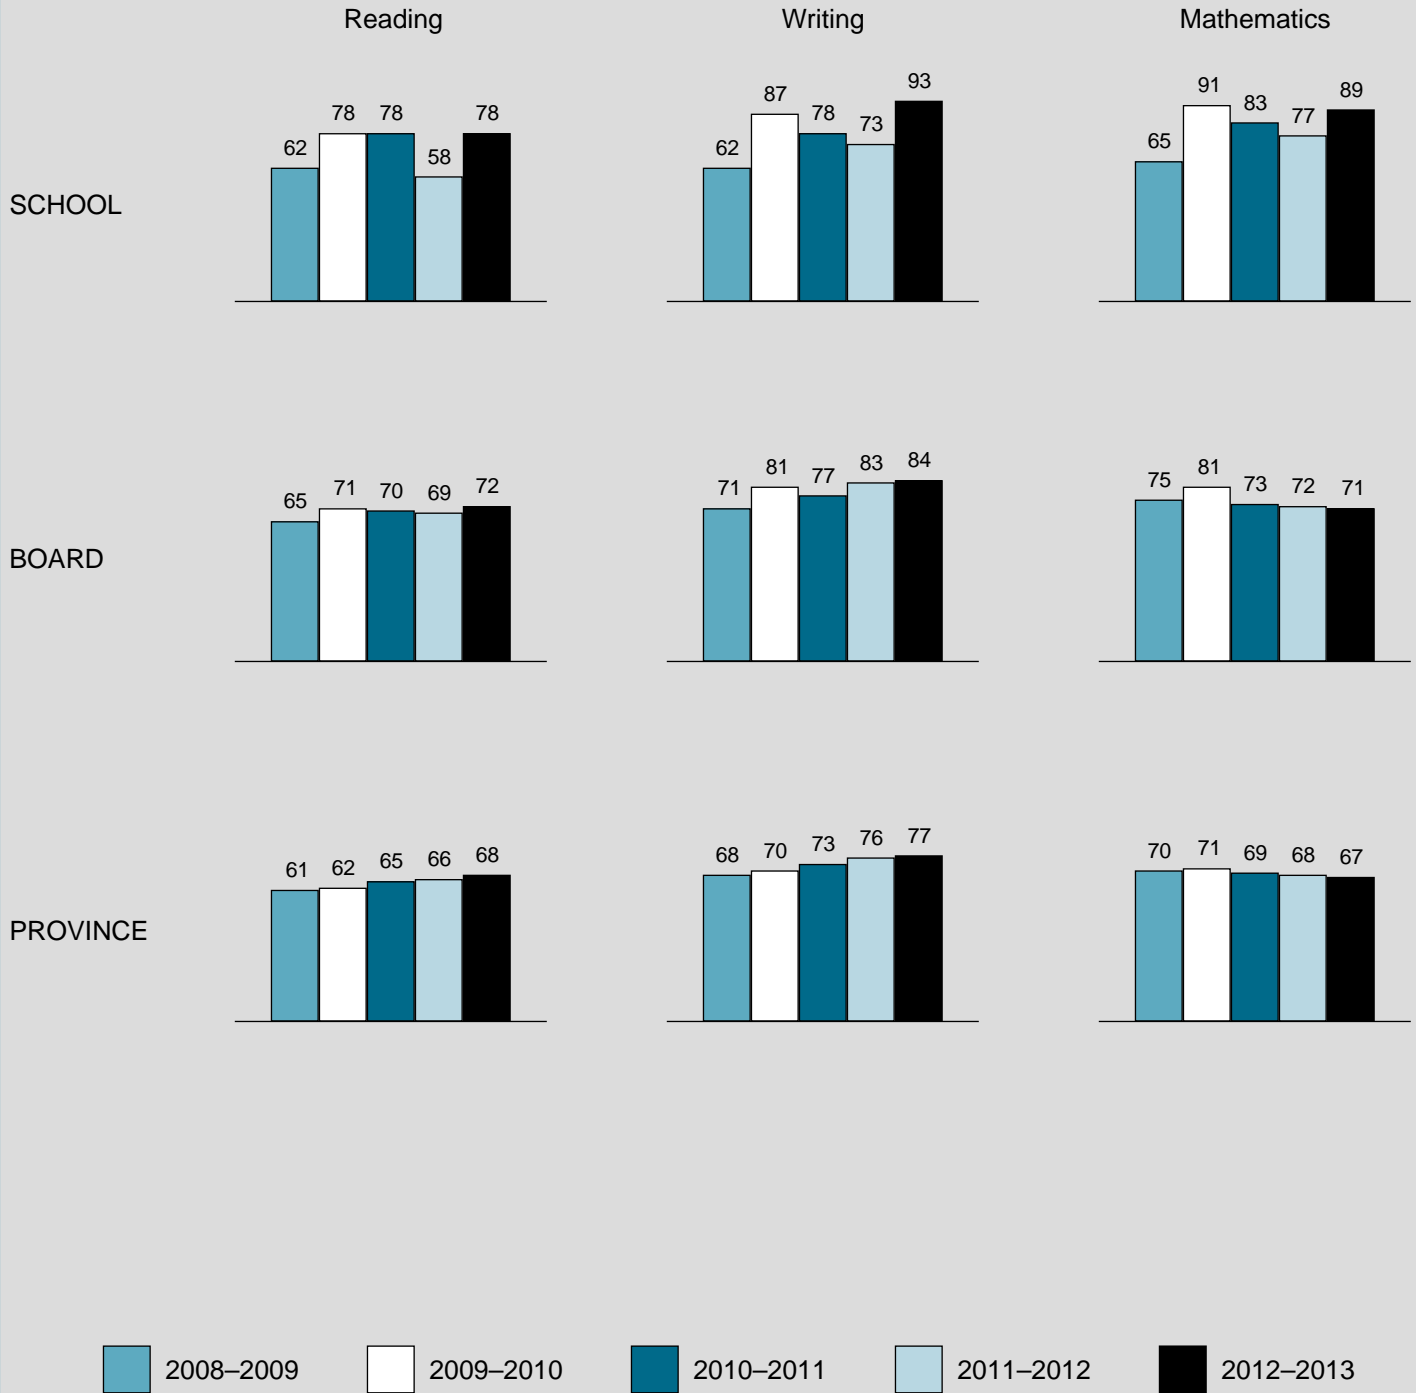 Reading Writing Mathematics
62 78 78 58 78
62 87 78 73 93
65 91 83 77 89
SCHOOL
65 71 70 69 72
71 81 77 83 84
75 81 73 72 71
BOARD
61 62 65 66 68
68 70 73 76 77
70 71 69 68 67
PROVINCE
2008–2009 2009–2010 2010–2011 2011–2012 2012–2013